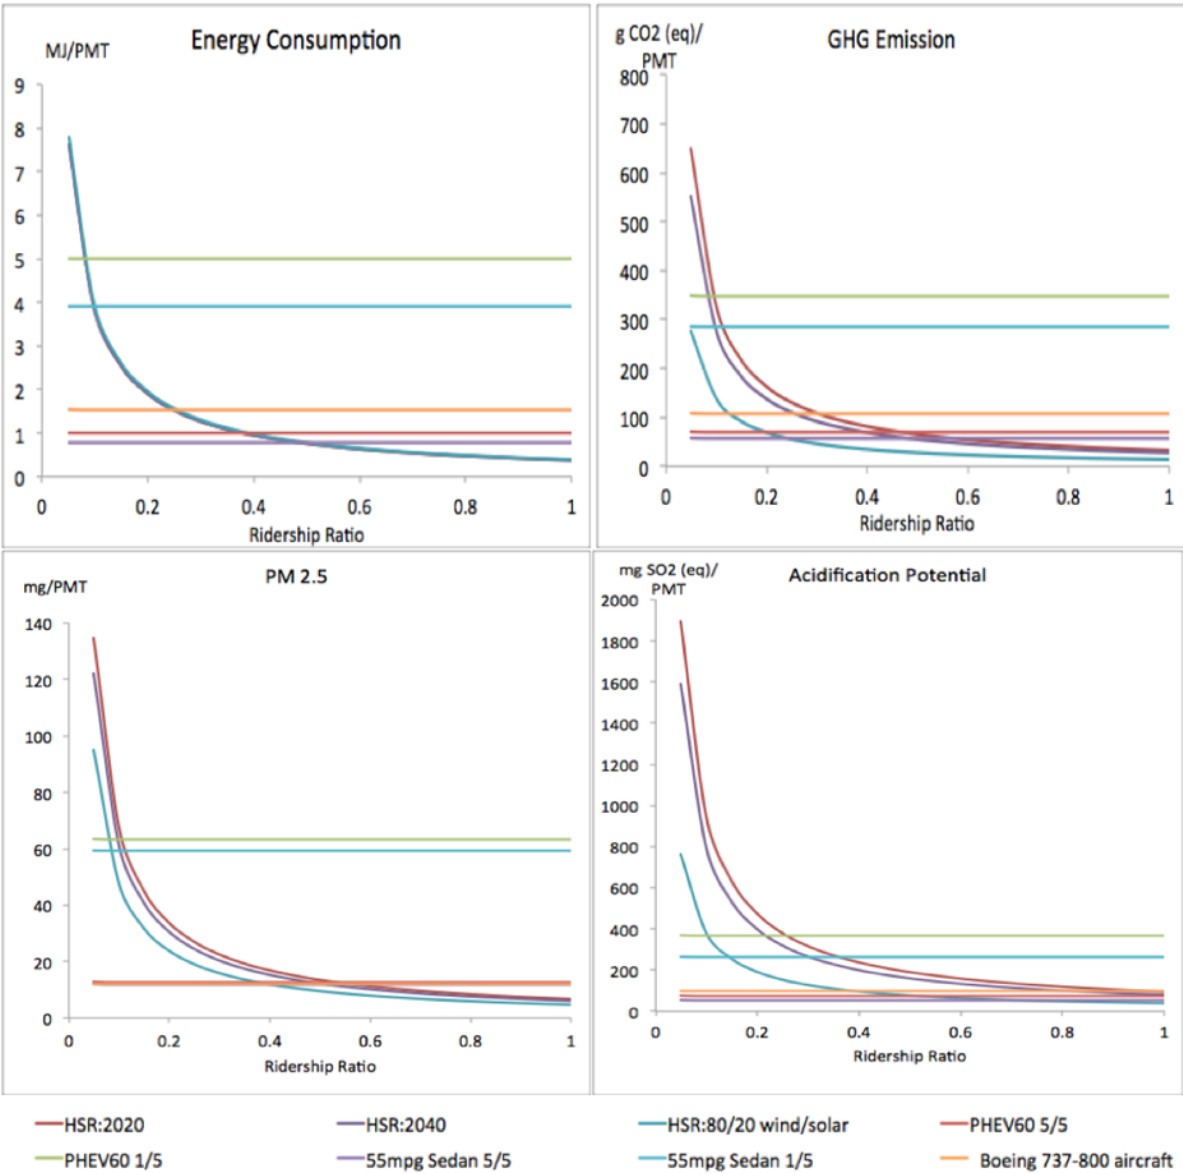 Energy Consumption
MJ/PMT
9
8
7
6
5
4
3
2
1
0
0 0.2 0.4 0.6 0.8 1
Ridership Ratio
GHG Emission
g CO2 (eq)/
PMT
800
700
600
500
400
300
200
100
0
0 0.2 0.4 0.6 0.8 1
Ridership Ratio
PM 2.5
mg/PMT
140
120
100
80
60
40
20
0
0 0.2 0.4 0.6 0.8 1
Ridership Ratio
Acidification Potential
mg SO2 (eq)/
PMT
2000
1800
1600
1400
1200
1000
800
600
400
200
0
0 0.2 0.4 0.6 0.8 1
Ridership Ratio
HSR:2020 HSR:2040 HSR:80/20 wind/solar PHEV60 5/5
PHEV60 1/5 55mpg Sedan 5/5 55mpg Sedan 1/5 Boeing 737-800 aircraft